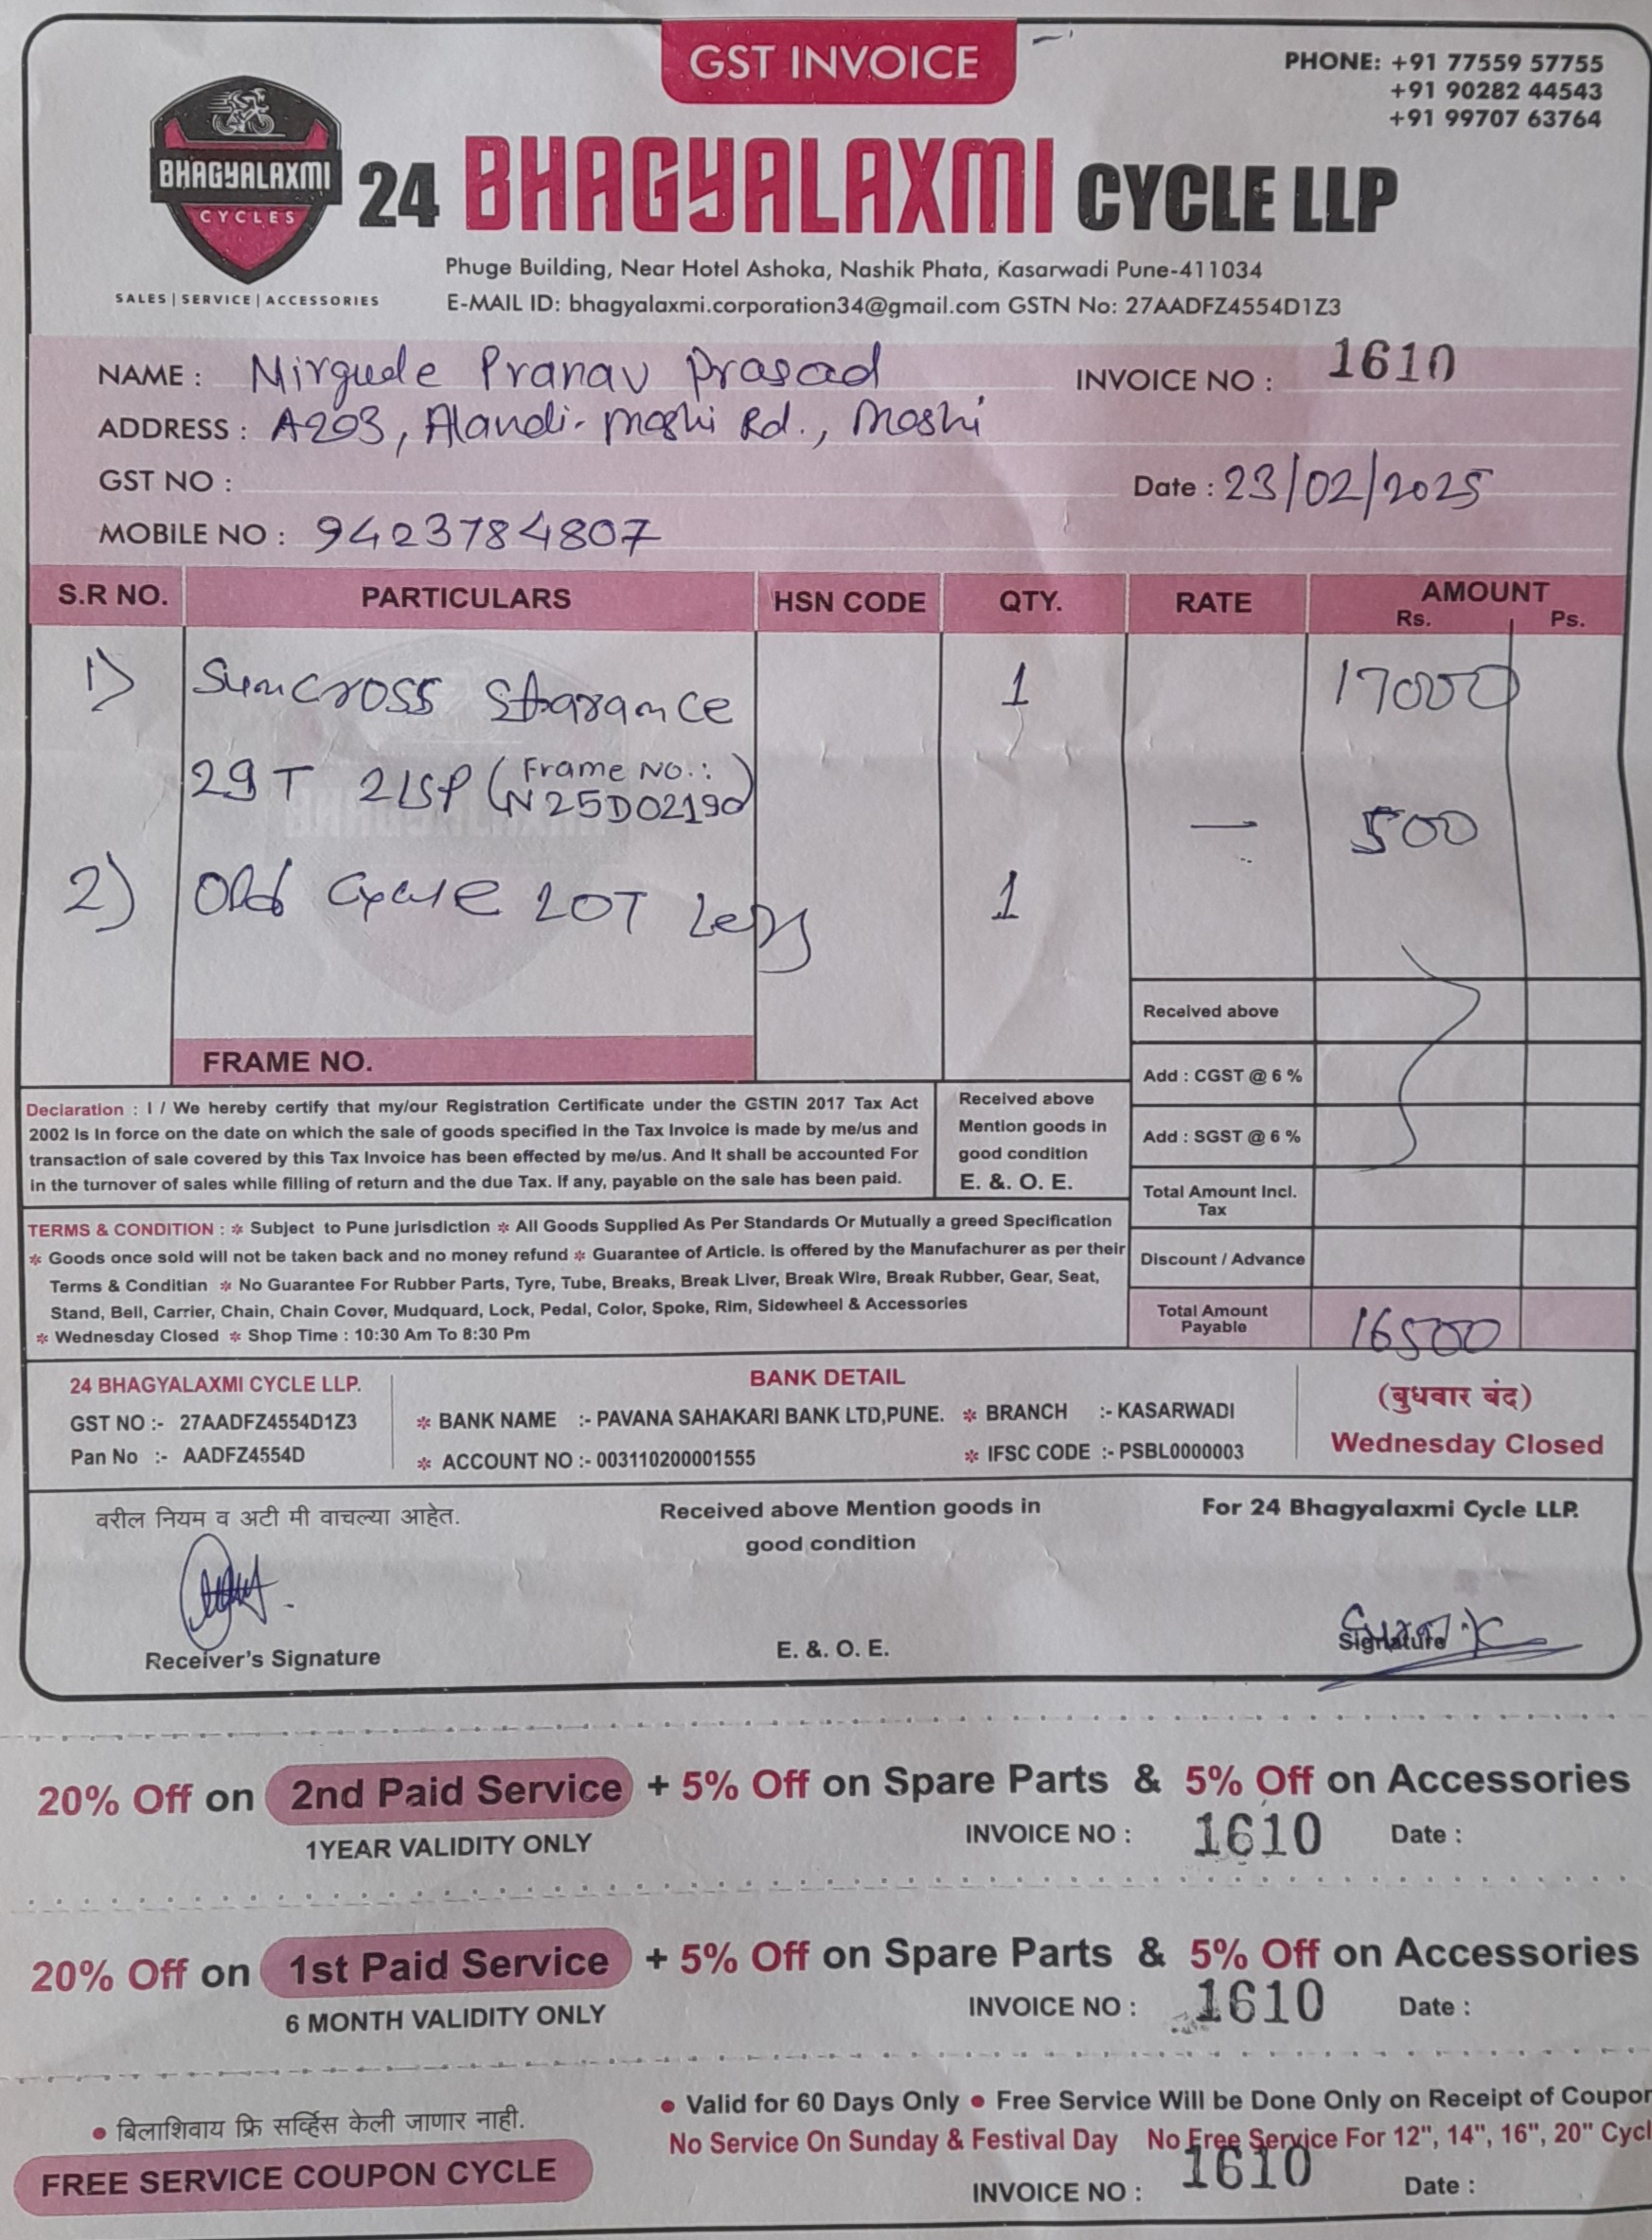 GST INVOICE
PHONE: +91 77559 57755
+91 90282 44543
+91 99707 63764
BHAGYALAXMI
CYCLES
SALES | SERVICE | ACCESSORIES
24 BHAGYALAXMI CYCLE LLP
Phuge Building, Near Hotel Ashoka, Nashik Phata, Kasarwadi Pune-411034
E-MAIL ID: bhagyalaxmi.corporation34@gmail.com GSTN No: 27AADFZ4554D1Z3
NAME : Mirgude Pranav Prasad
INVOICE NO : 1610
ADDRESS : A203, Alandi-moshi Rd., Moshi
GST NO :
Date : 23/02/2025
MOBILE NO : 9423784807
S.R NO. PARTICULARS HSN CODE QTY. RATE AMOUNT
Rs. Ps.
1) Suncross Starance 1 17000
29T 21SP (Frame No.:
N25D02190)
— 500
2) Old Cycle 20T Less 1
Received above
FRAME NO.
Add : CGST @ 6 %
Add : SGST @ 6 %
Total Amount Incl.
Tax
Discount / Advance
Total Amount
Payable
16500
Declaration : I / We hereby certify that my/our Registration Certificate under the GSTIN 2017 Tax Act
2002 Is In force on the date on which the sale of goods specified in the Tax Invoice is made by me/us and
transaction of sale covered by this Tax Invoice has been effected by me/us. And It shall be accounted For
in the turnover of sales while filling of return and the due Tax. If any, payable on the sale has been paid.
Received above
Mention goods in
good condition
E. &. O. E.
TERMS & CONDITION : * Subject to Pune jurisdiction * All Goods Supplied As Per Standards Or Mutually a greed Specification
* Goods once sold will not be taken back and no money refund * Guarantee of Article. is offered by the Manufachurer as per their
Terms & Conditian * No Guarantee For Rubber Parts, Tyre, Tube, Breaks, Break Liver, Break Wire, Break Rubber, Gear, Seat,
Stand, Bell, Carrier, Chain, Chain Cover, Mudquard, Lock, Pedal, Color, Spoke, Rim, Sidewheel & Accessories
* Wednesday Closed * Shop Time : 10:30 Am To 8:30 Pm
24 BHAGYALAXMI CYCLE LLP.
GST NO :- 27AADFZ4554D1Z3
Pan No :- AADFZ4554D
BANK DETAIL
* BANK NAME :- PAVANA SAHAKARI BANK LTD,PUNE. * BRANCH :- KASARWADI
* ACCOUNT NO :- 003110200001555 * IFSC CODE :- PSBL0000003
(बुधवार बंद)
Wednesday Closed
वरील नियम व अटी मी वाचल्या आहेत.
Received above Mention goods in
good condition
For 24 Bhagyalaxmi Cycle LLP.
Receiver's Signature
E. &. O. E.
Signature
20% Off on 2nd Paid Service + 5% Off on Spare Parts & 5% Off on Accessories
1YEAR VALIDITY ONLY
INVOICE NO : 1610 Date :
20% Off on 1st Paid Service + 5% Off on Spare Parts & 5% Off on Accessories
6 MONTH VALIDITY ONLY
INVOICE NO : 1610 Date :
• बिलाशिवाय फ्रि सर्व्हिस केली जाणार नाही.
• Valid for 60 Days Only • Free Service Will be Done Only on Receipt of Coupon
No Service On Sunday & Festival Day No Free Service For 12", 14", 16", 20" Cycl
FREE SERVICE COUPON CYCLE
INVOICE NO : 1610 Date :